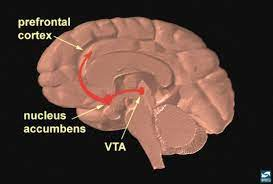 prefrontal
cortex
nucleus
accumbens
VTA